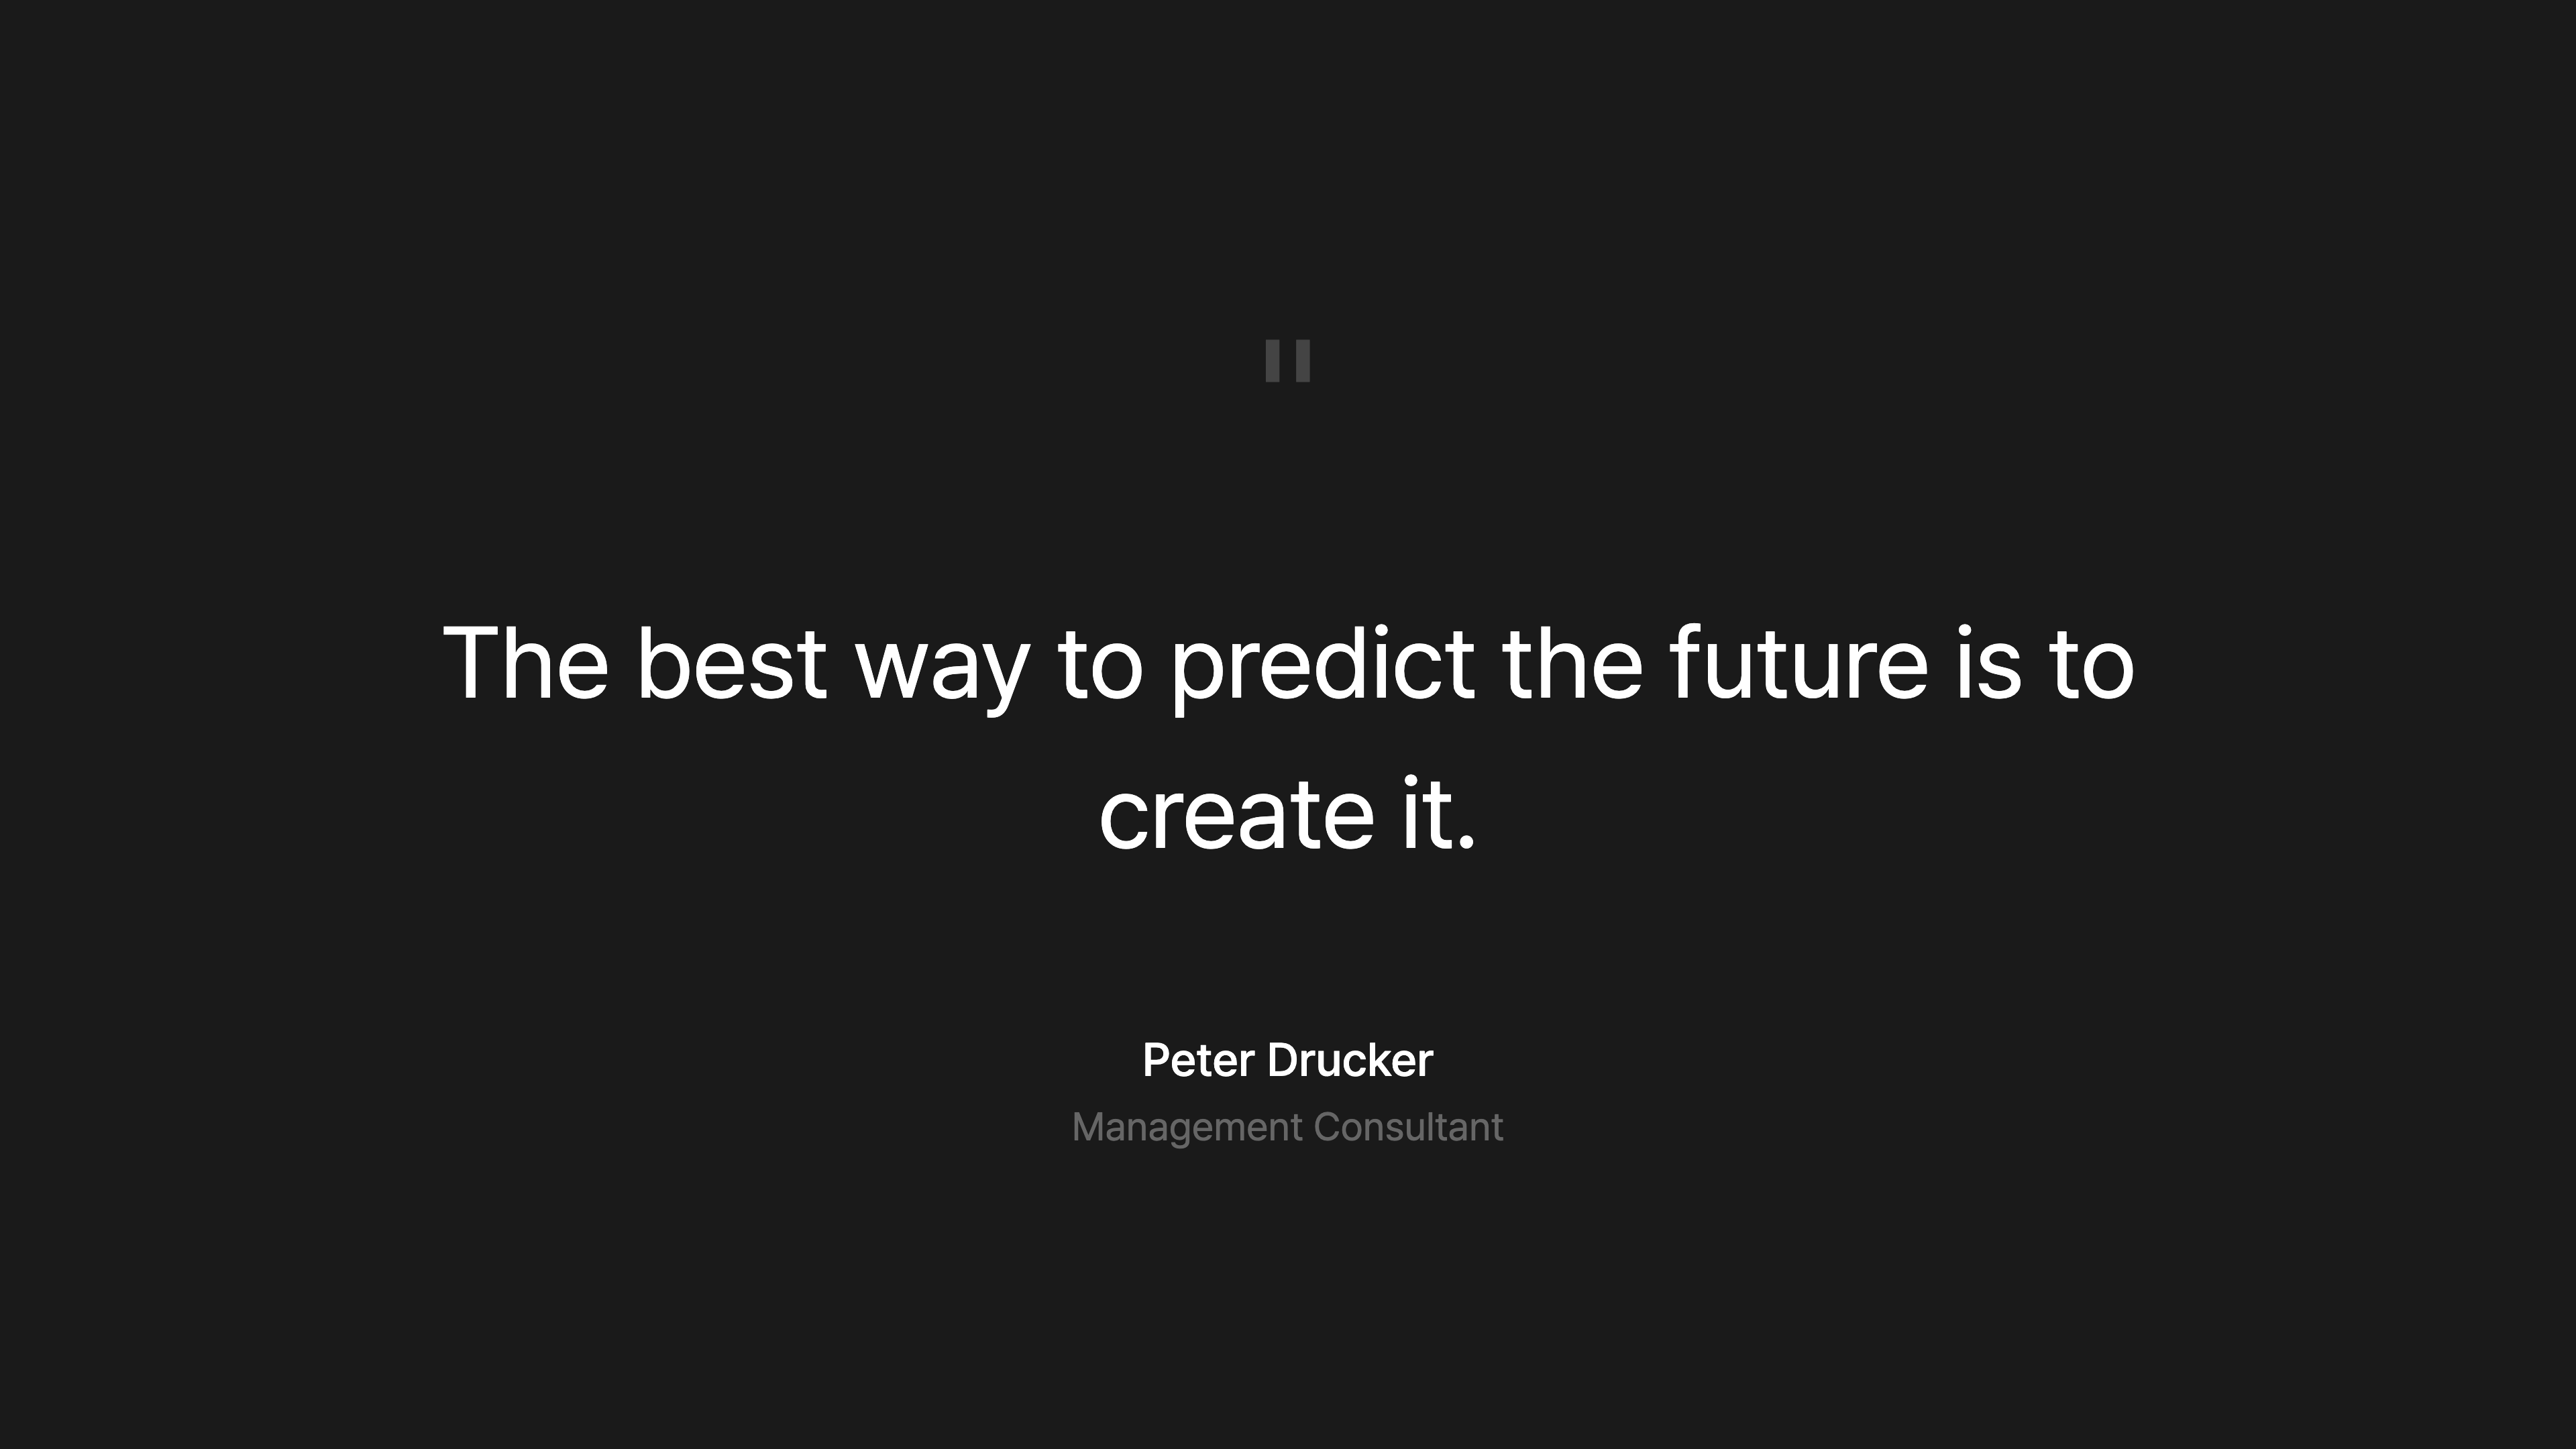 "
The best way to predict the future is to
create it.
Peter Drucker
Management Consultant